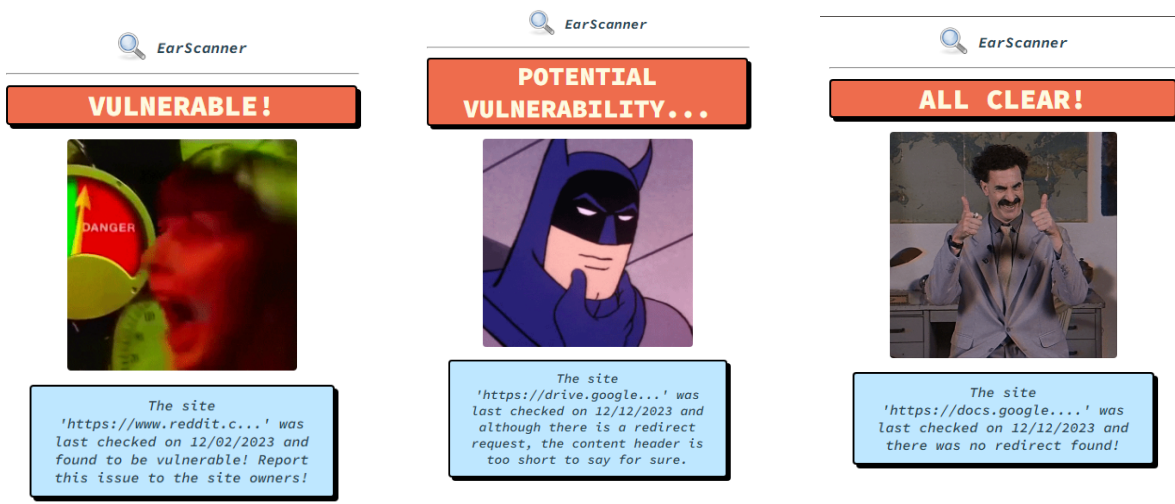 EarScanner
VULNERABLE!
DANGER
The site
'https://www.reddit.c...' was
last checked on 12/02/2023 and
found to be vulnerable! Report
this issue to the site owners!
EarScanner
POTENTIAL
VULNERABILITY...
The site
'https://drive.google...' was
last checked on 12/12/2023 and
although there is a redirect
request, the content header is
too short to say for sure.
EarScanner
ALL CLEAR!
The site
'https://docs.google....' was
last checked on 12/12/2023 and
there was no redirect found!